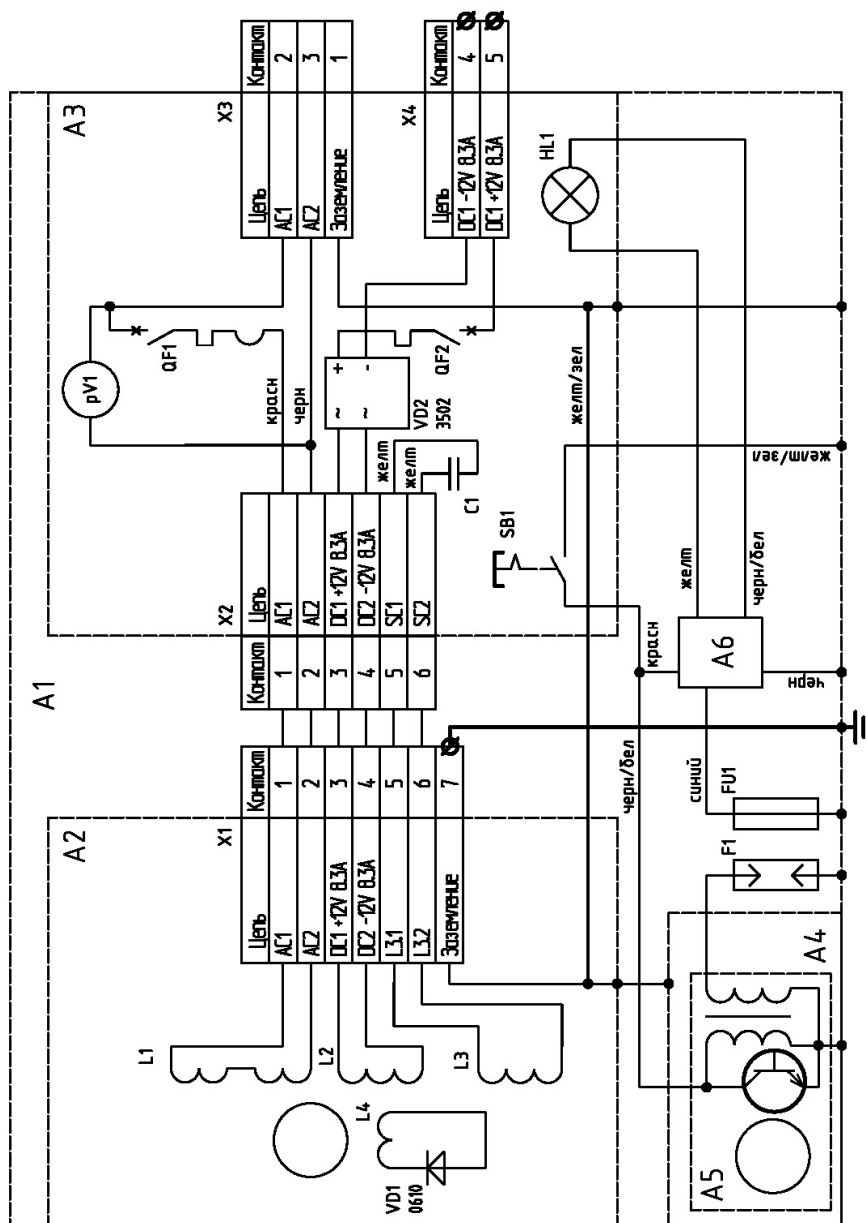 A1
A2
A3
X1
Цепь Контакт
AC1 1
AC2 2
DC1 +12V 8.3A 3
DC2 -12V 8.3A 4
L3.1 5
L3.2 6
Заземление 7
X2
Контакт Цепь
1 AC1
2 AC2
3 DC1 +12V 8.3A
4 DC2 -12V 8.3A
5 SC1
6 SC2
X3
Цепь Контакт
AC1 2
AC2 3
Заземление 1
X4
Цепь Контакт
DC1 -12V 8.3A 4
DC1 +12V 8.3A 5
pV1
QF1
красн
черн
L1
L2
L3
L4
VD1
0610
~ +
~ -
VD2
3502
QF2
желт
желт
C1
SB1
HL1
желт/зел
черн/бел
красн
желт
желт/зел
черн/бел
синий
A6
черн
F1
FU1
A5
A4